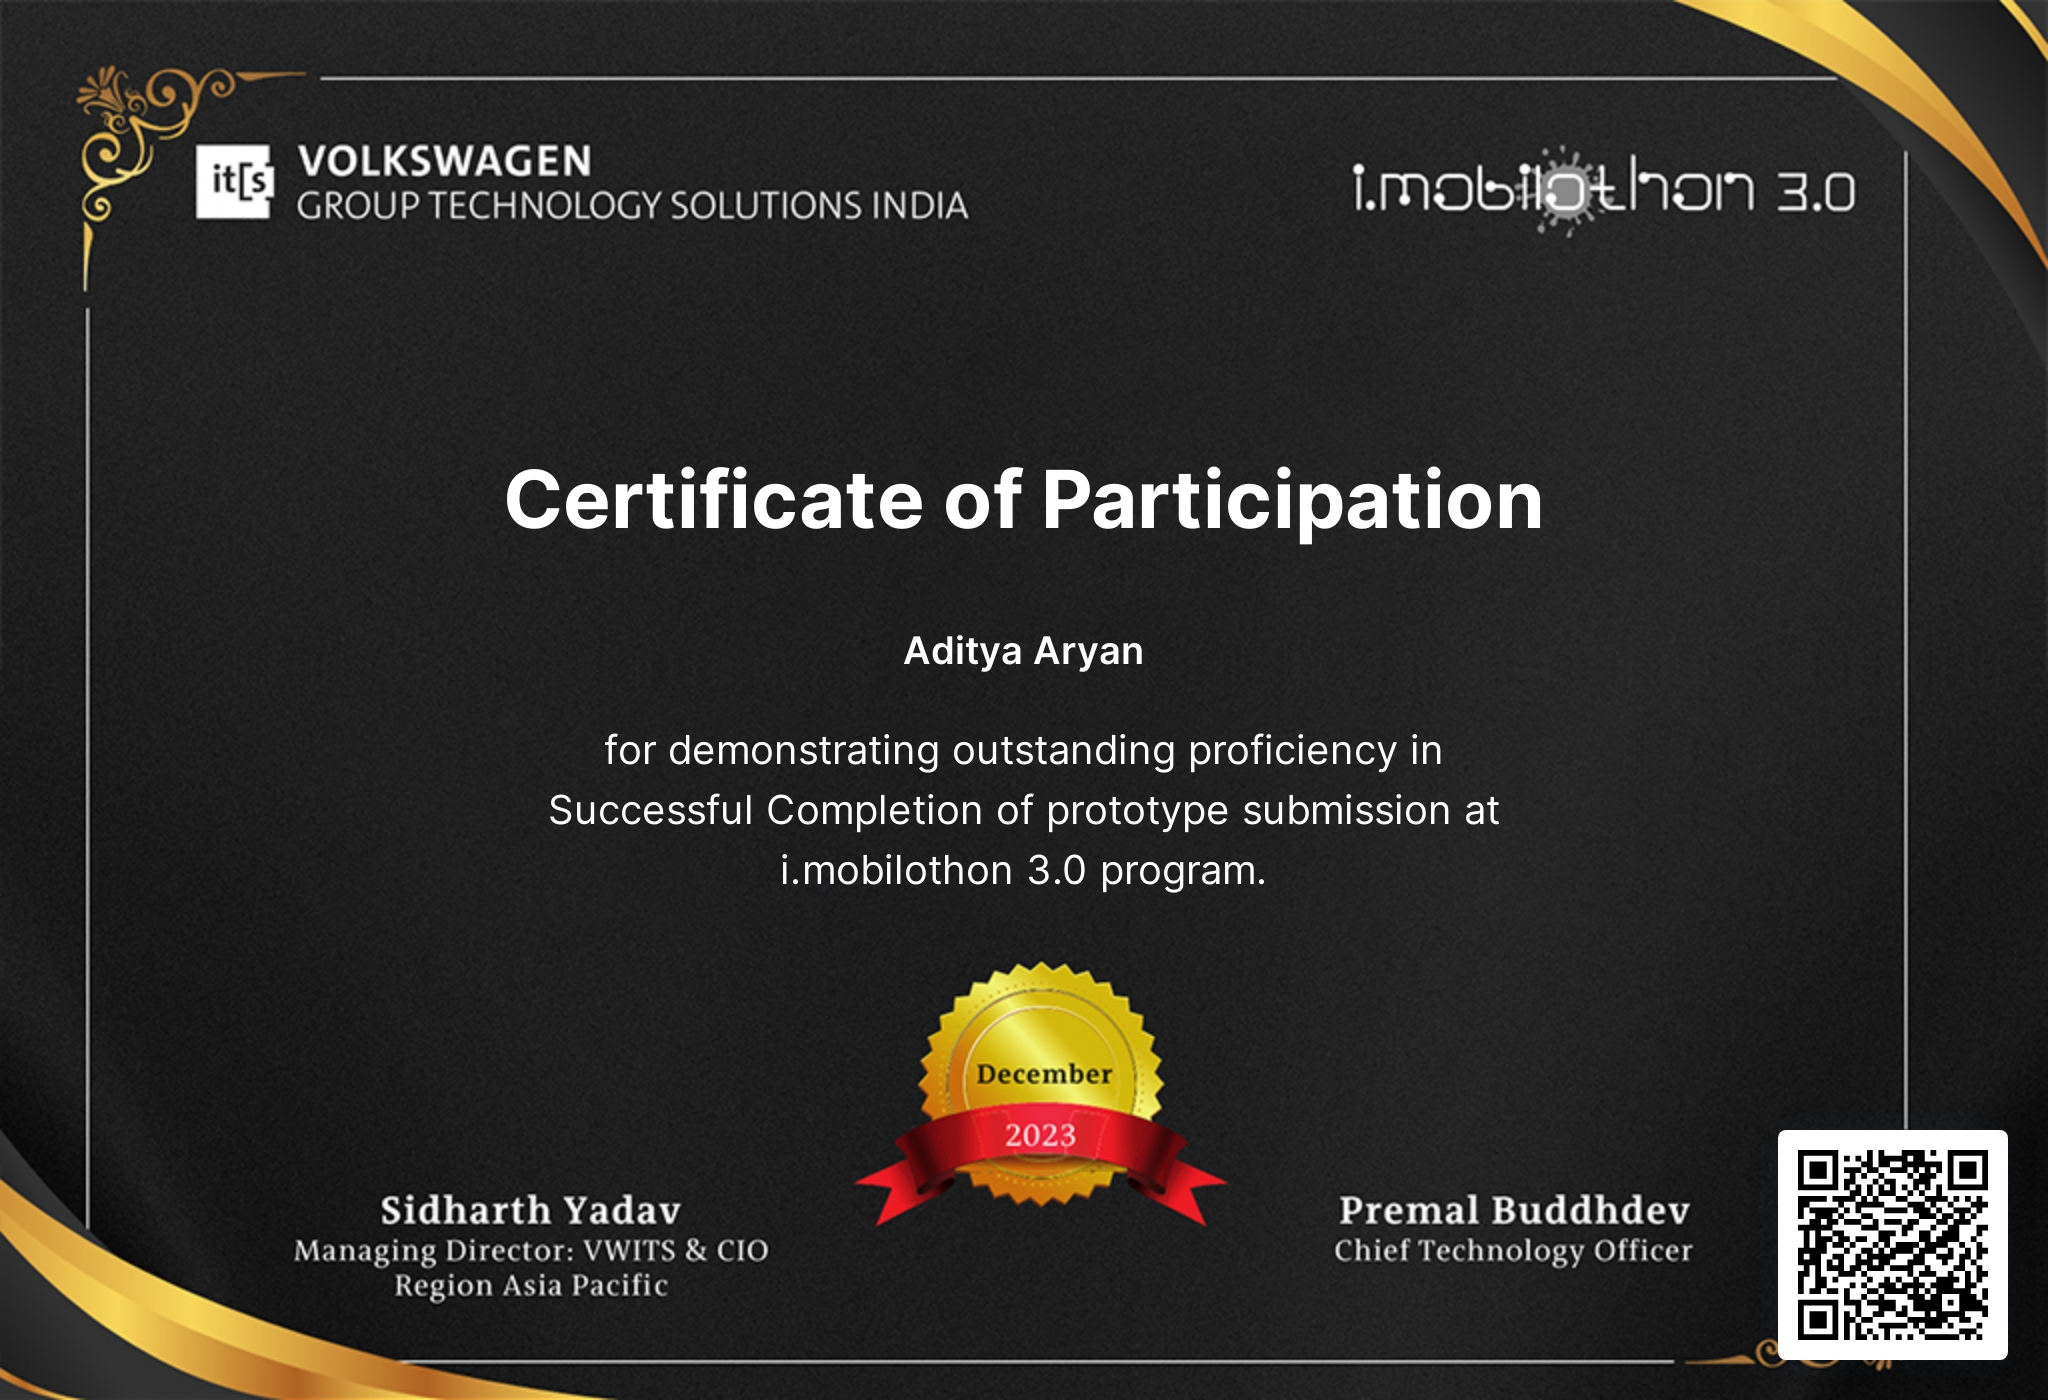 it[s
VOLKSWAGEN
GROUP TECHNOLOGY SOLUTIONS INDIA
i.mobilothon 3.0
Certificate of Participation
Aditya Aryan
for demonstrating outstanding proficiency in
Successful Completion of prototype submission at
i.mobilothon 3.0 program.
December
2023
Sidharth Yadav
Managing Director: VWITS & CIO
Region Asia Pacific
Premal Buddhdev
Chief Technology Officer